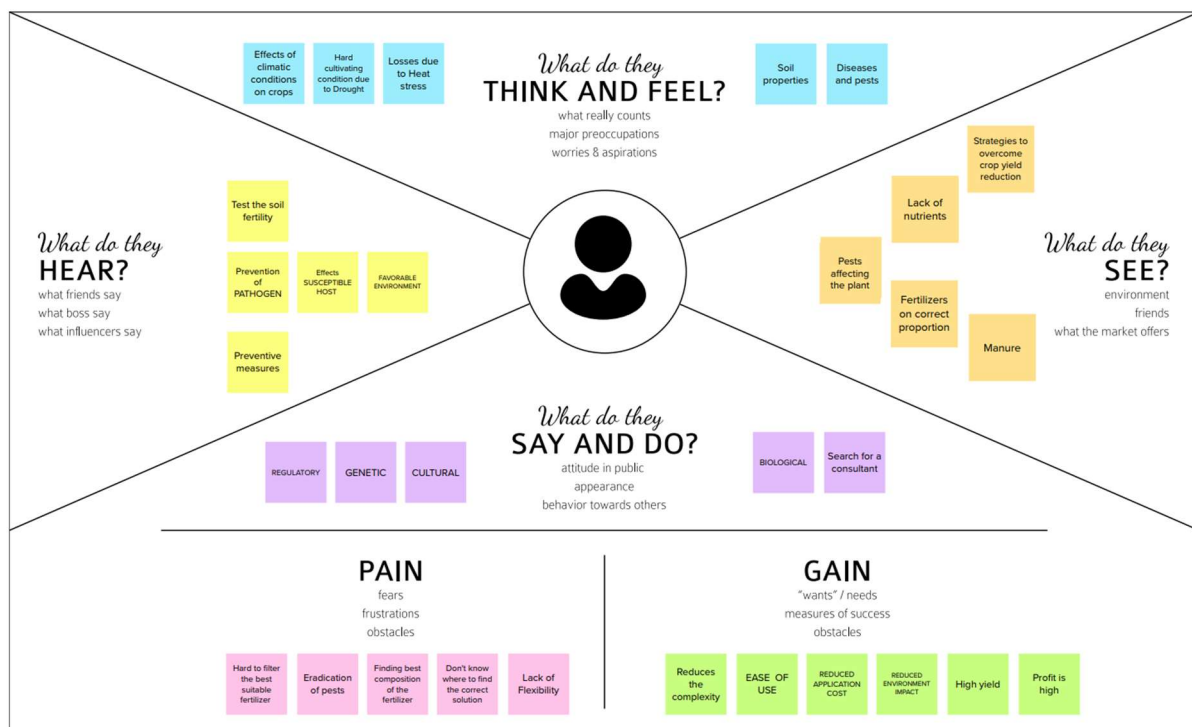 Effects of
climatic
conditions
on crops
Hard
cultivating
condition due
to Drought
Losses due
to Heat
stress
What do they
THINK AND FEEL?
what really counts
major preoccupations
worries & aspirations
Soil
properties
Diseases
and pests
What do they
HEAR?
what friends say
what boss say
what influencers say
Test the soil
fertility
Prevention
of
PATHOGEN
Effects
SUSCEPTIBLE
HOST
FAVORABLE
ENVIRONMENT
Preventive
measures
Strategies to
overcome
crop yield
reduction
Lack of
nutrients
Pests
affecting
the plant
Fertilizers
on correct
proportion
Manure
What do they
SEE?
environment
friends
what the market offers
What do they
SAY AND DO?
attitude in public
appearance
behavior towards others
REGULATORY
GENETIC
CULTURAL
BIOLOGICAL
Search for a
consultant
PAIN
fears
frustrations
obstacles
Hard to filter
the best
suitable
fertilizer
Eradication
of pests
Finding best
composition
of the
fertilizer
Don't know
where to find
the correct
solution
Lack of
Flexibility
GAIN
"wants" / needs
measures of success
obstacles
Reduces
the
complexity
EASE OF
USE
REDUCED
APPLICATION
COST
REDUCED
ENVIRONMENT
IMPACT
High yield
Profit is
high